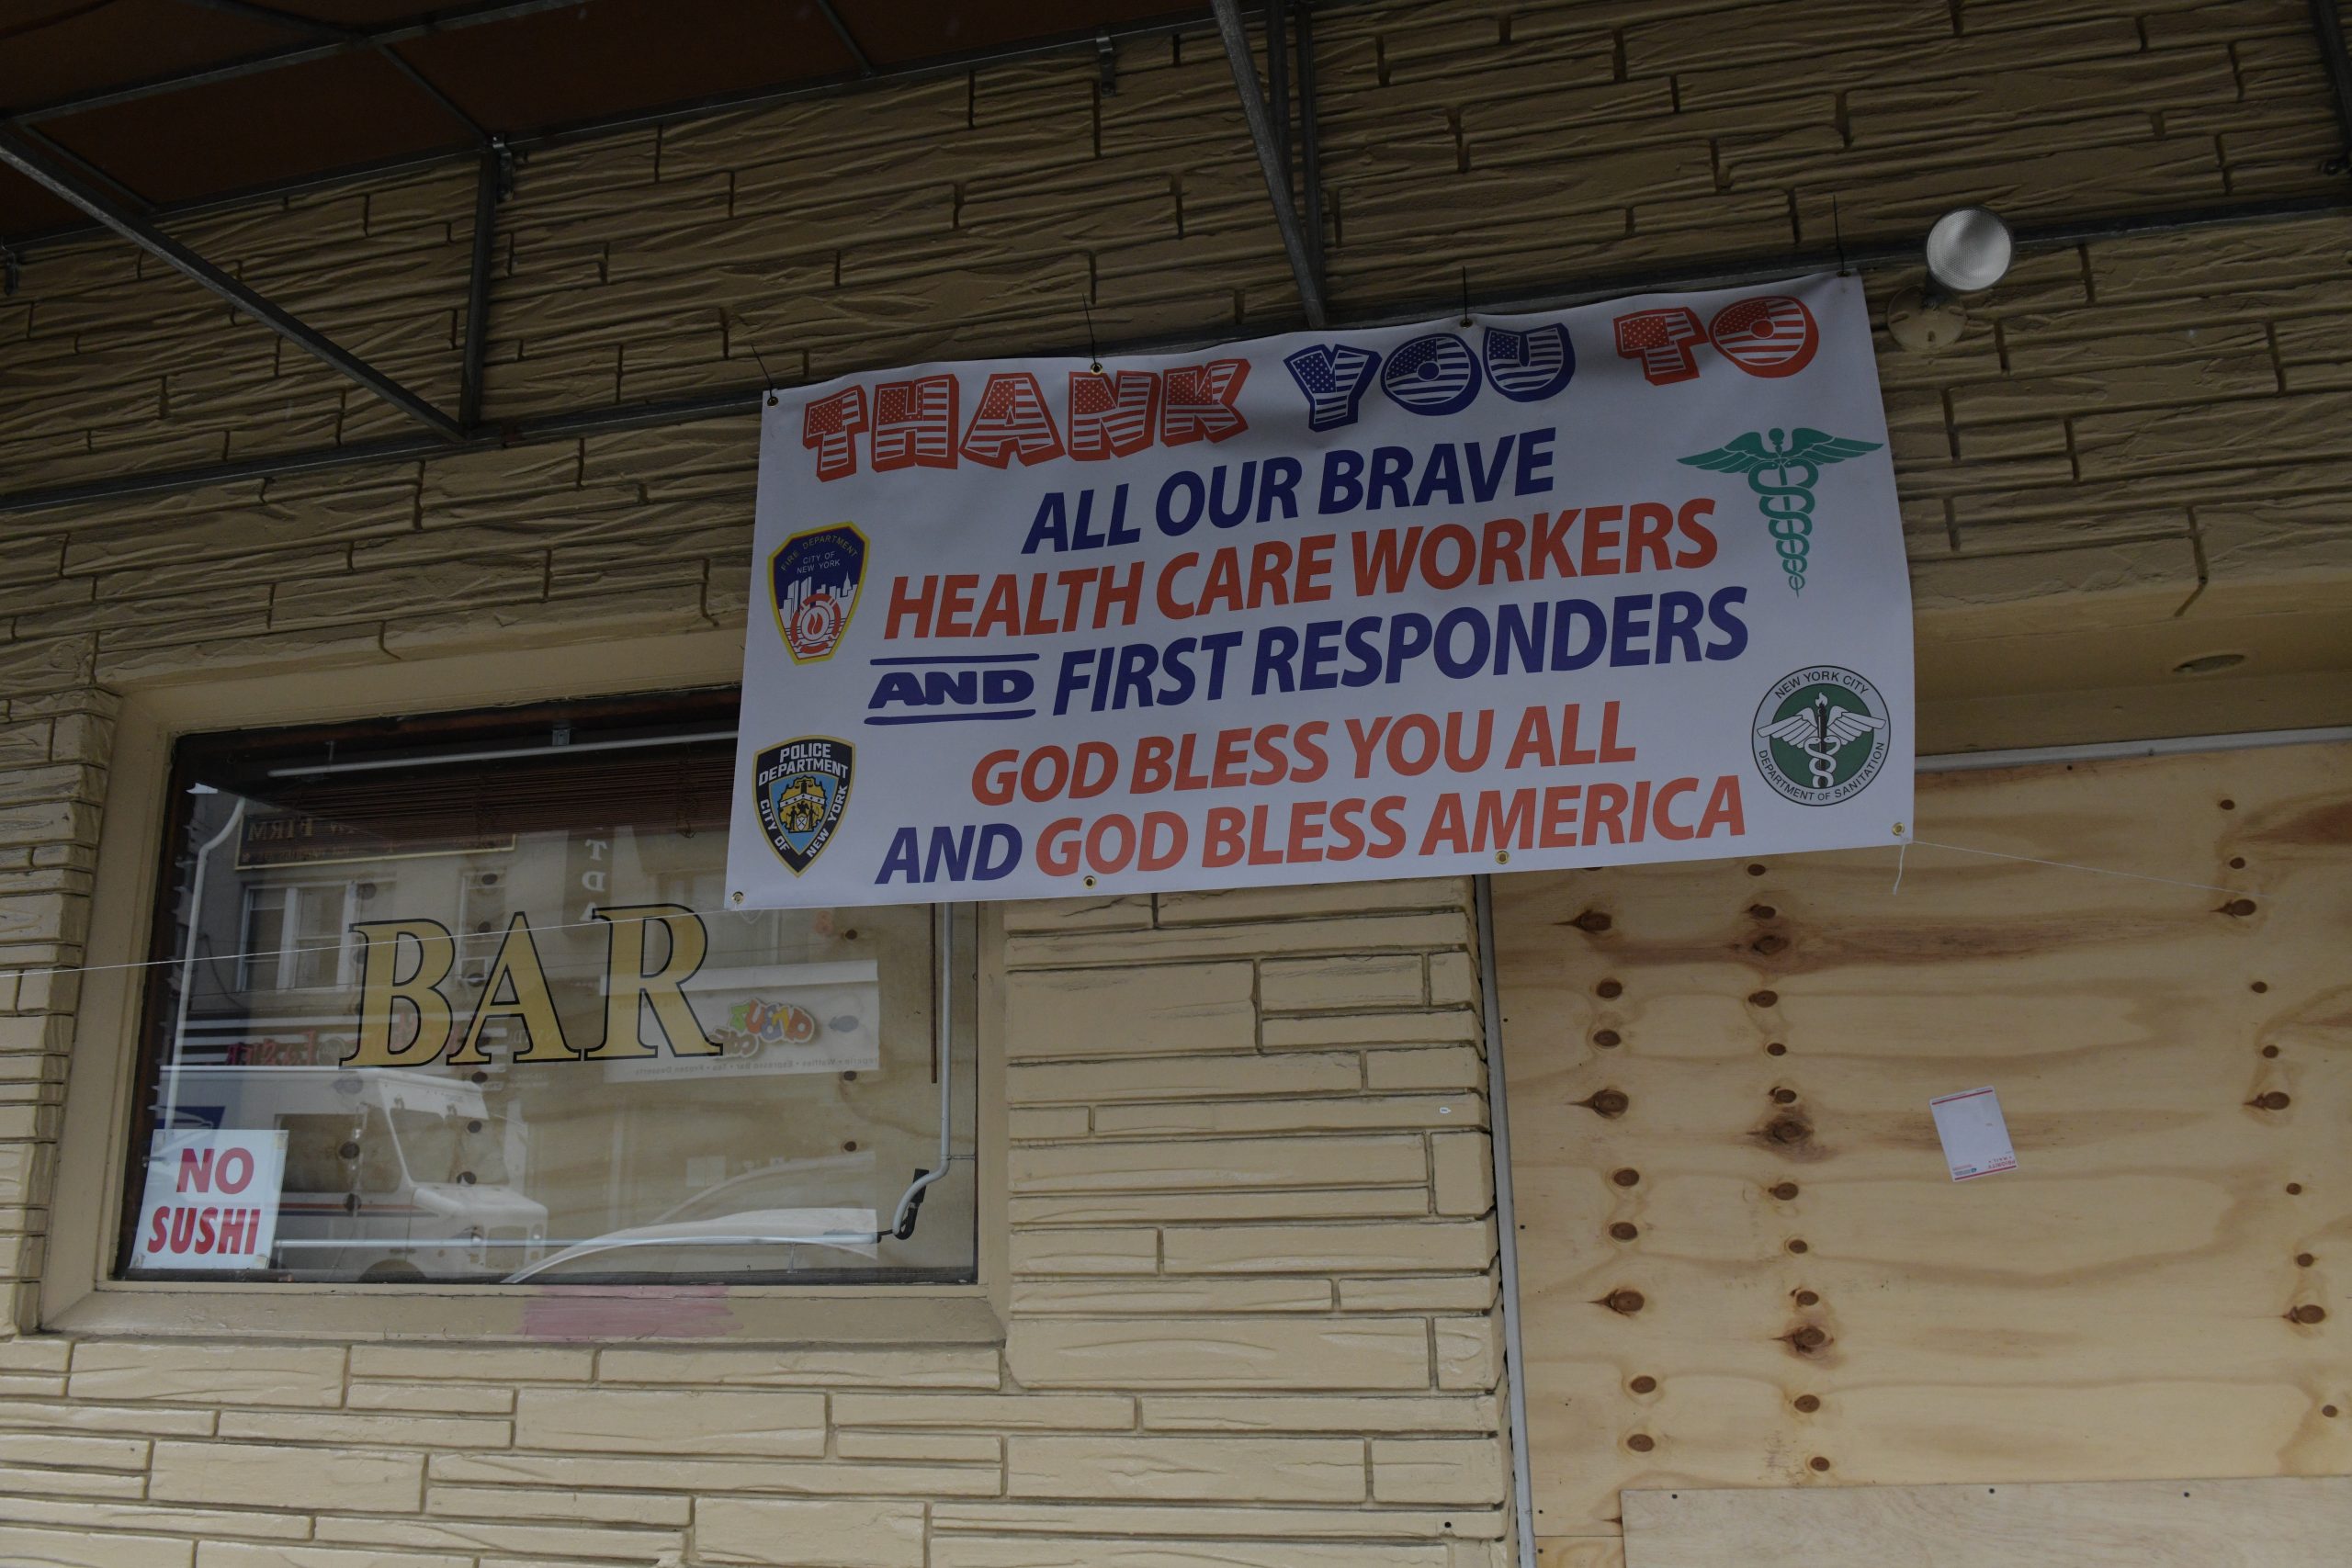 THANK YOU TO
ALL OUR BRAVE
HEALTH CARE WORKERS
AND FIRST RESPONDERS
GOD BLESS YOU ALL
AND GOD BLESS AMERICA
FIRE DEPARTMENT
CITY OF
NEW YORK
POLICE
DEPARTMENT
CITY OF NEW YORK
NEW YORK CITY
DEPARTMENT OF SANITATION
BAR
NO
SUSHI
PRIORITY
MAIL